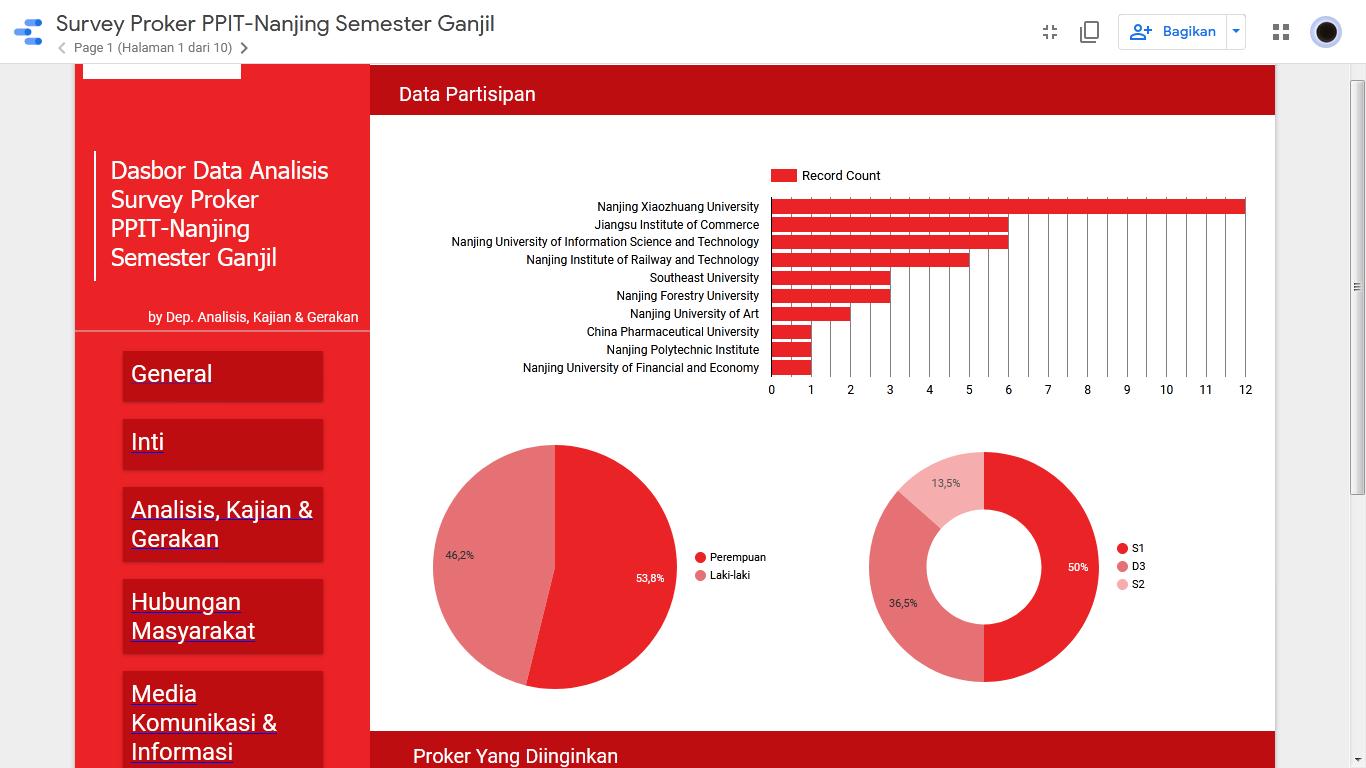 Survey Proker PPIT-Nanjing Semester Ganjil
Page 1 (Halaman 1 dari 10)
Bagikan
Data Partisipan
Dasbor Data Analisis
Survey Proker
PPIT-Nanjing
Semester Ganjil
by Dep. Analisis, Kajian & Gerakan
General
Inti
Analisis, Kajian &
Gerakan
Hubungan
Masyarakat
Media
Komunikasi &
Informasi
Record Count
Nanjing Xiaozhuang University
Jiangsu Institute of Commerce
Nanjing University of Information Science and Technology
Nanjing Institute of Railway and Technology
Southeast University
Nanjing Forestry University
Nanjing University of Art
China Pharmaceutical University
Nanjing Polytechnic Institute
Nanjing University of Financial and Economy
0 1 2 3 4 5 6 7 8 9 10 11 12
46,2%
53,8%
Perempuan
Laki-laki
13,5%
50%
36,5%
S1
D3
S2
Proker Yang Diinginkan